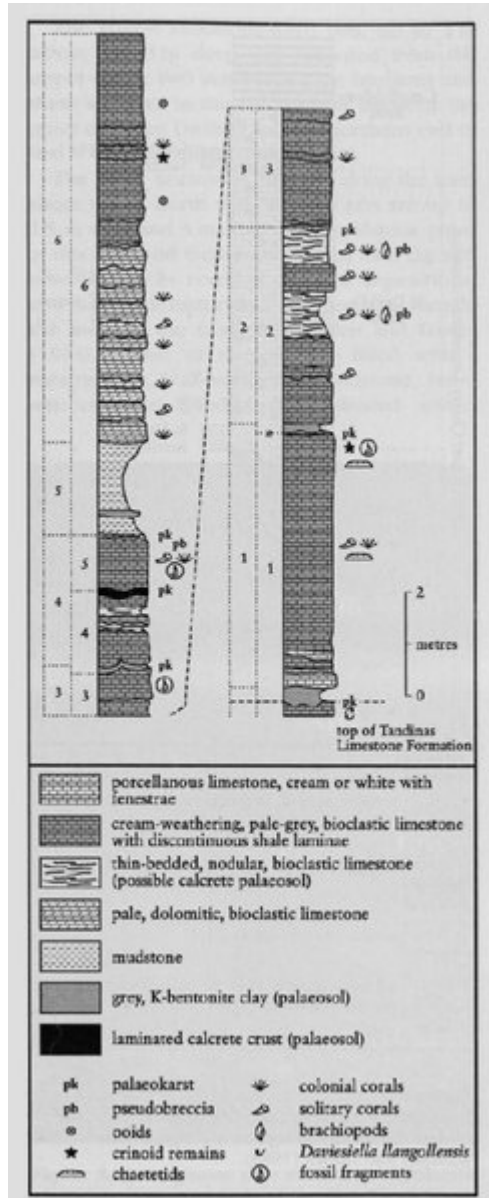 6
6
5
5
pk
pb
pk
4
4
pk
3
3
3
3
pk
pb
2
2
pb
pk
1
1
2
metres
0
pk
top of Tandinas
Limestone Formation
porcellanous limestone, cream or white with
fenestrae
cream-weathering, pale-grey, bioclastic limestone
with discontinuous shale laminae
thin-bedded, nodular, bioclastic limestone
(possible calcrete palaeosol)
pale, dolomitic, bioclastic limestone
mudstone
grey, K-bentonite clay (palaeosol)
laminated calcrete crust (palaeosol)
pk palaeokarst
colonial corals
pb pseudobreccia
solitary corals
ooids
brachiopods
crinoid remains
Daviesiella llangollensis
chaetetids
fossil fragments